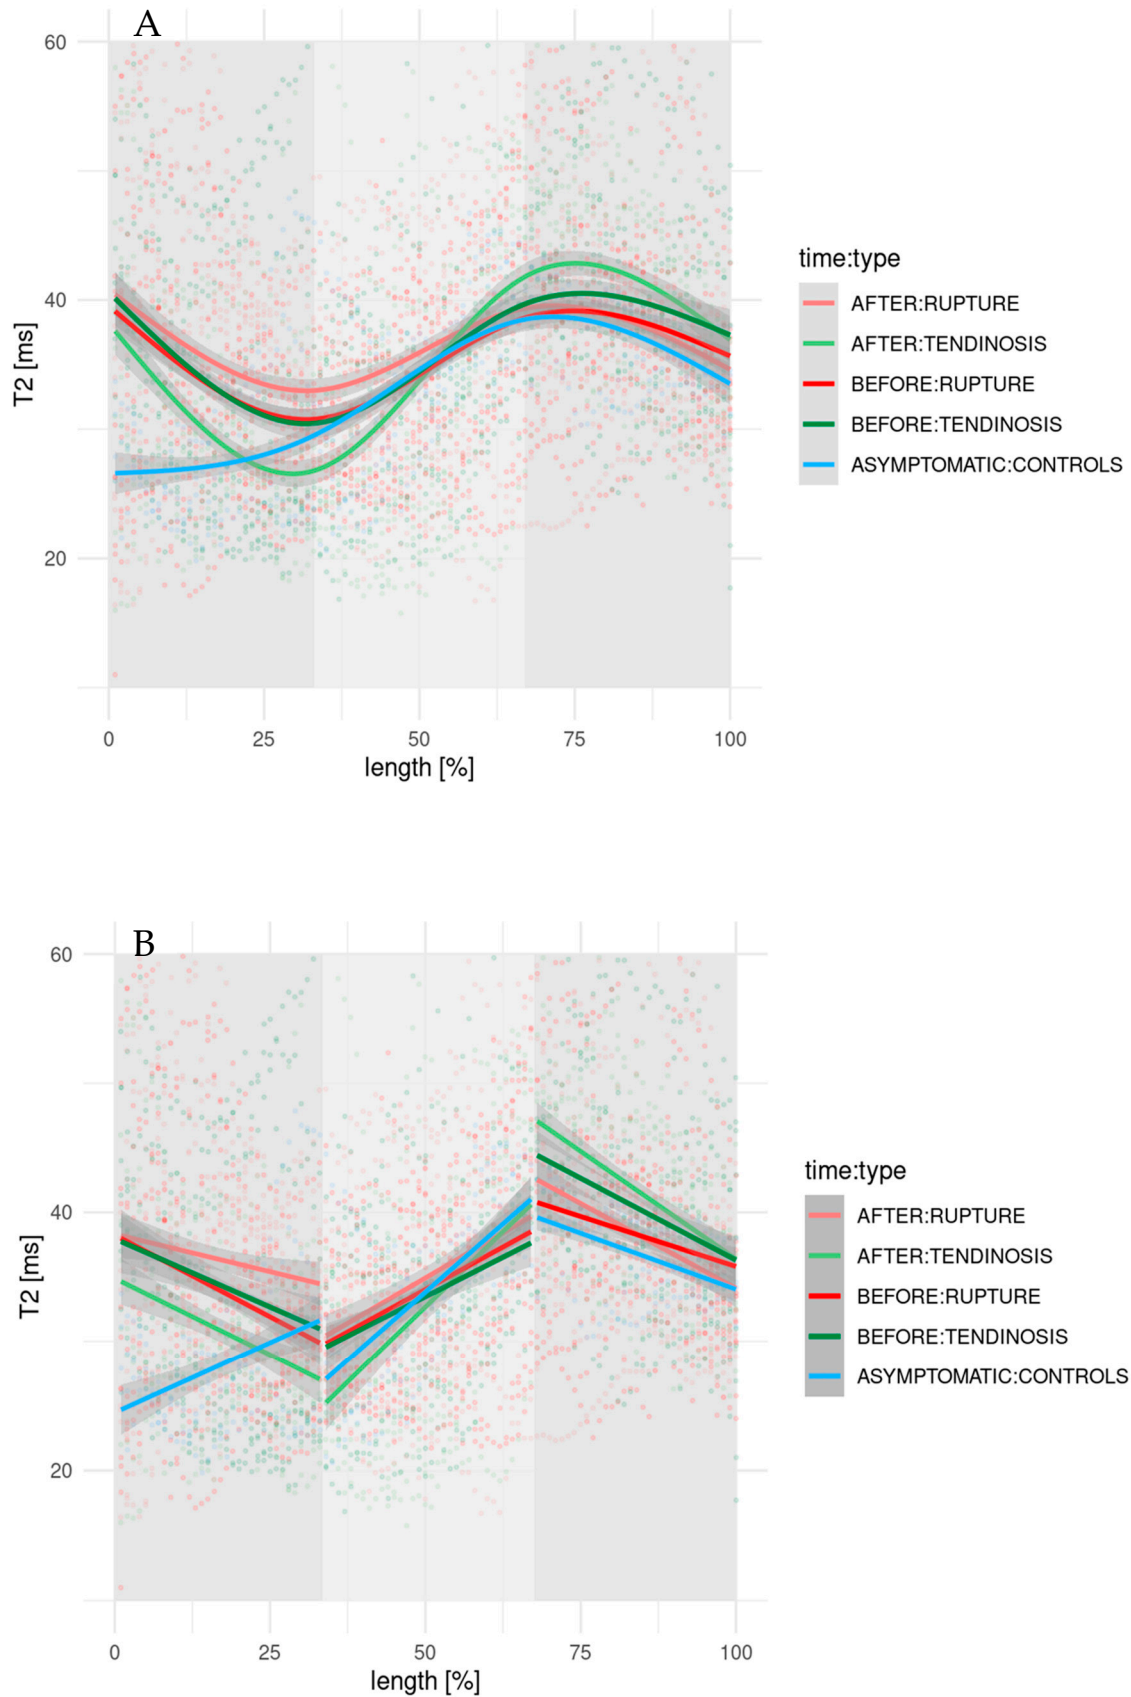 A
60
40
20
T2 [ms]
0 25 50 75 100
length [%]
time:type
AFTER:RUPTURE
AFTER:TENDINOSIS
BEFORE:RUPTURE
BEFORE:TENDINOSIS
ASYMPTOMATIC:CONTROLS
B
60
40
20
T2 [ms]
0 25 50 75 100
length [%]
time:type
AFTER:RUPTURE
AFTER:TENDINOSIS
BEFORE:RUPTURE
BEFORE:TENDINOSIS
ASYMPTOMATIC:CONTROLS